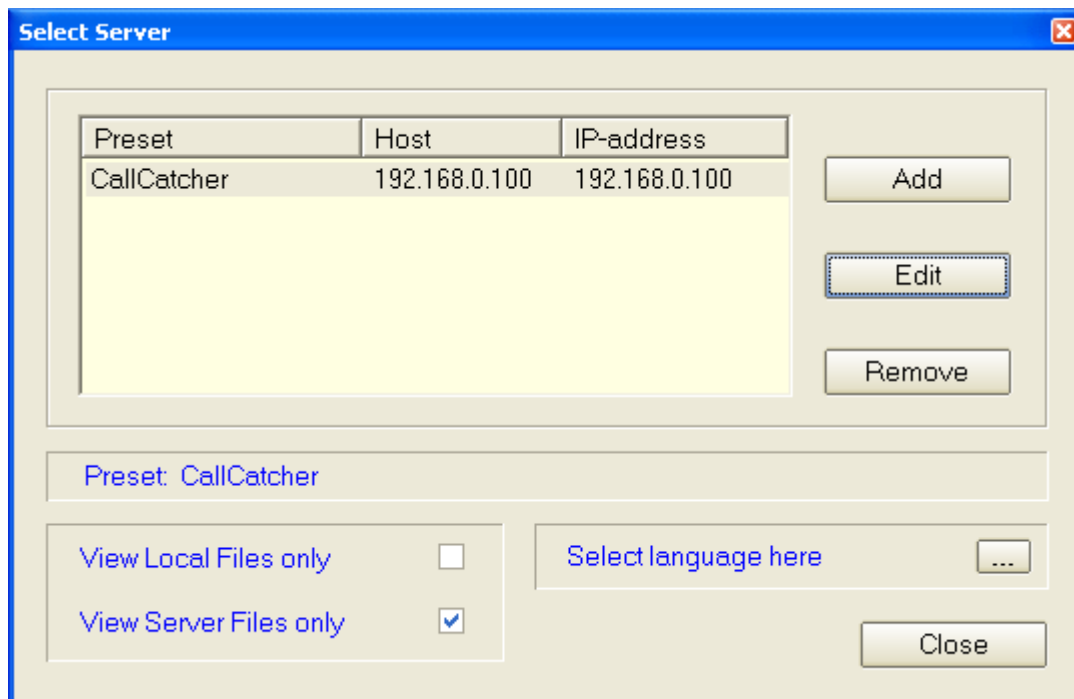 Select Server
Preset Host IP-address
CallCatcher 192.168.0.100 192.168.0.100
Add
Edit
Remove
Preset: CallCatcher
View Local Files only
Select language here ...
View Server Files only
Close